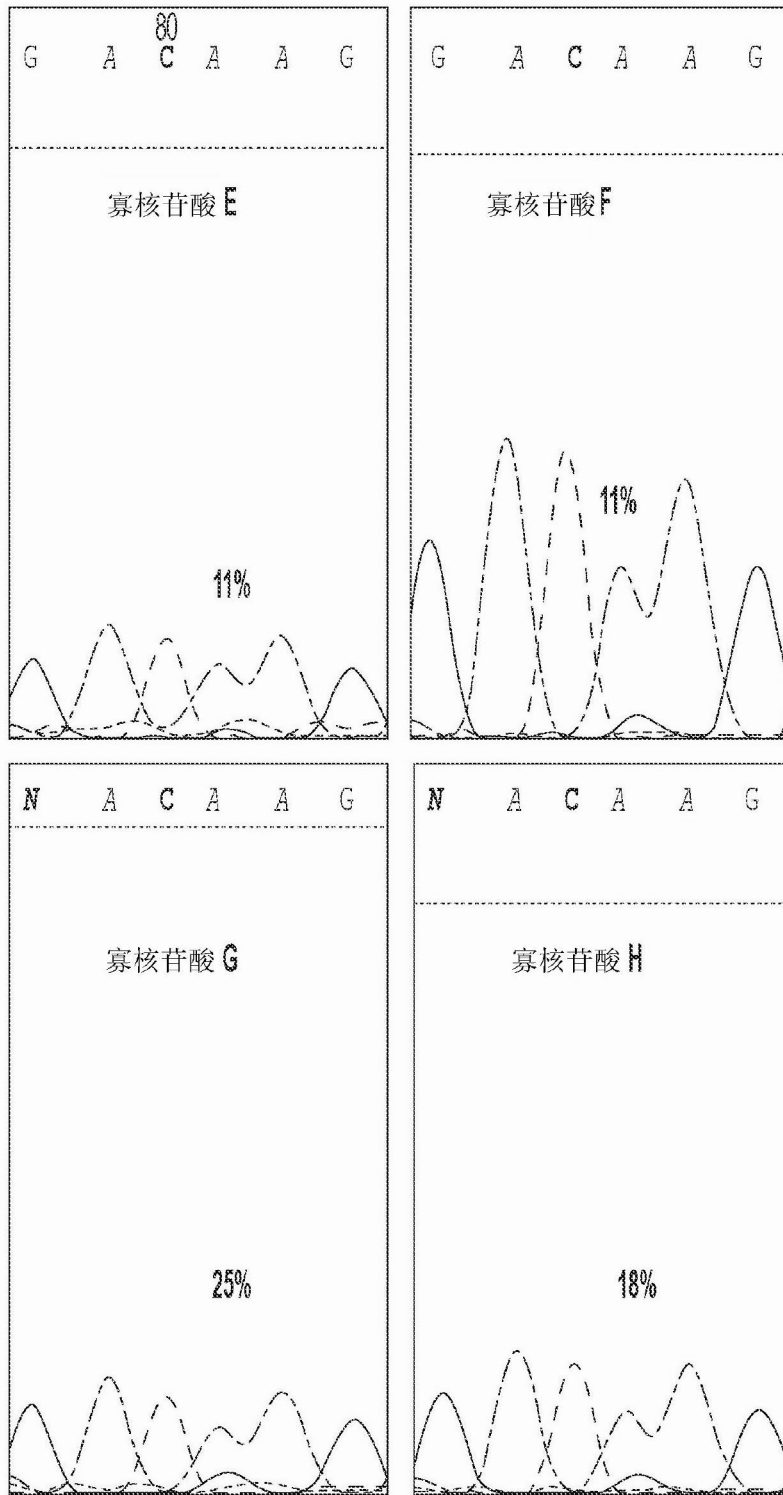 80
G A C A A G
寡核苷酸 E
11%
G A C A A G
寡核苷酸 F
11%
N A C A A G
寡核苷酸 G
25%
N A C A A G
寡核苷酸 H
18%